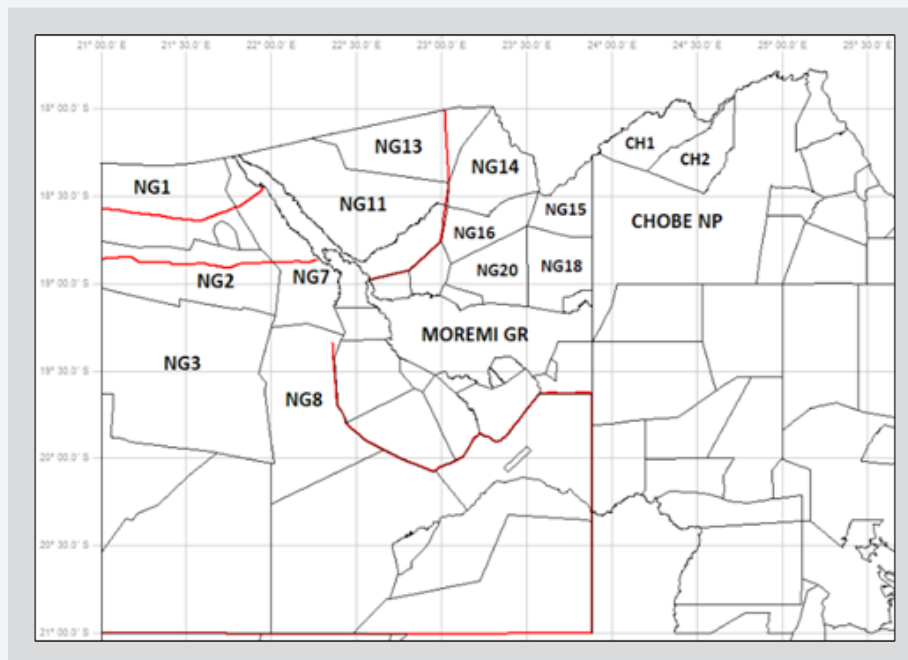 21° 00.0' E 21° 30.0' E 22° 00.0' E 22° 30.0' E 23° 00.0' E 23° 30.0' E 24° 00.0' E 24° 30.0' E 25° 00.0' E 25° 30.0' E
18° 00.0' S
CH1
NG13
CH2
NG14
18° 30.0' S
NG1
NG11
NG15
CHOBE NP
NG16
NG18
NG20
NG7
NG2
19° 00.0' S
MOREMI GR
NG3
19° 30.0' S
NG8
20° 00.0' S
20° 30.0' S
21° 00.0' S